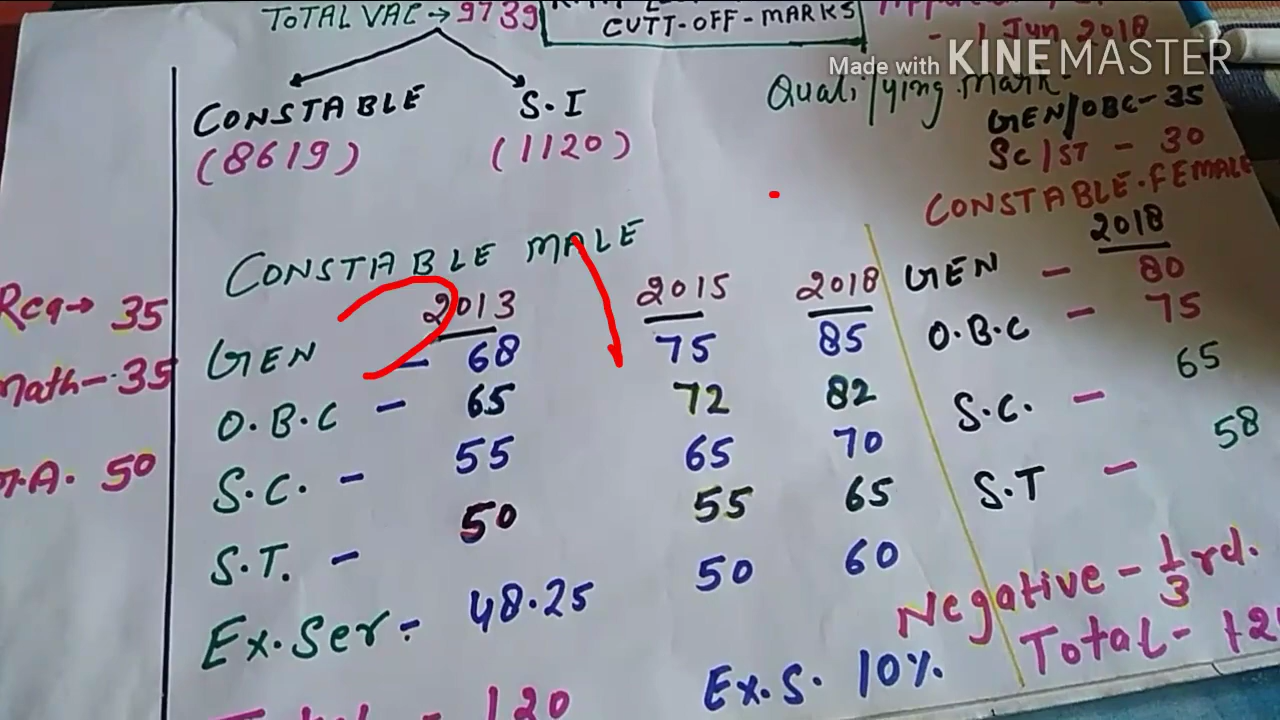 TOTAL VAC → 9739
CUTT-OFF-MARKS
- 1 Jun 2018
Made with KINEMASTER
CONSTABLE S.I
(8619) (1120)
Qualifying Mark-
GEN/OBC-35
SC/ST - 30
Req → 35
Math - 35
G.A. 50
CONSTABLE MALE
2013 2015 2018
GEN - 68 75 85
O.B.C - 65 72 82
S.C. - 55 65 70
S.T. - 50 55 65
Ex.Ser - 48.25 50 60
CONSTABLE.FEMALE
2018
GEN - 80
O.B.C - 75
S.C. - 65
S.T - 58
Negative - 1/3 rd.
Total - 12
- 120
Ex.S. 10%.